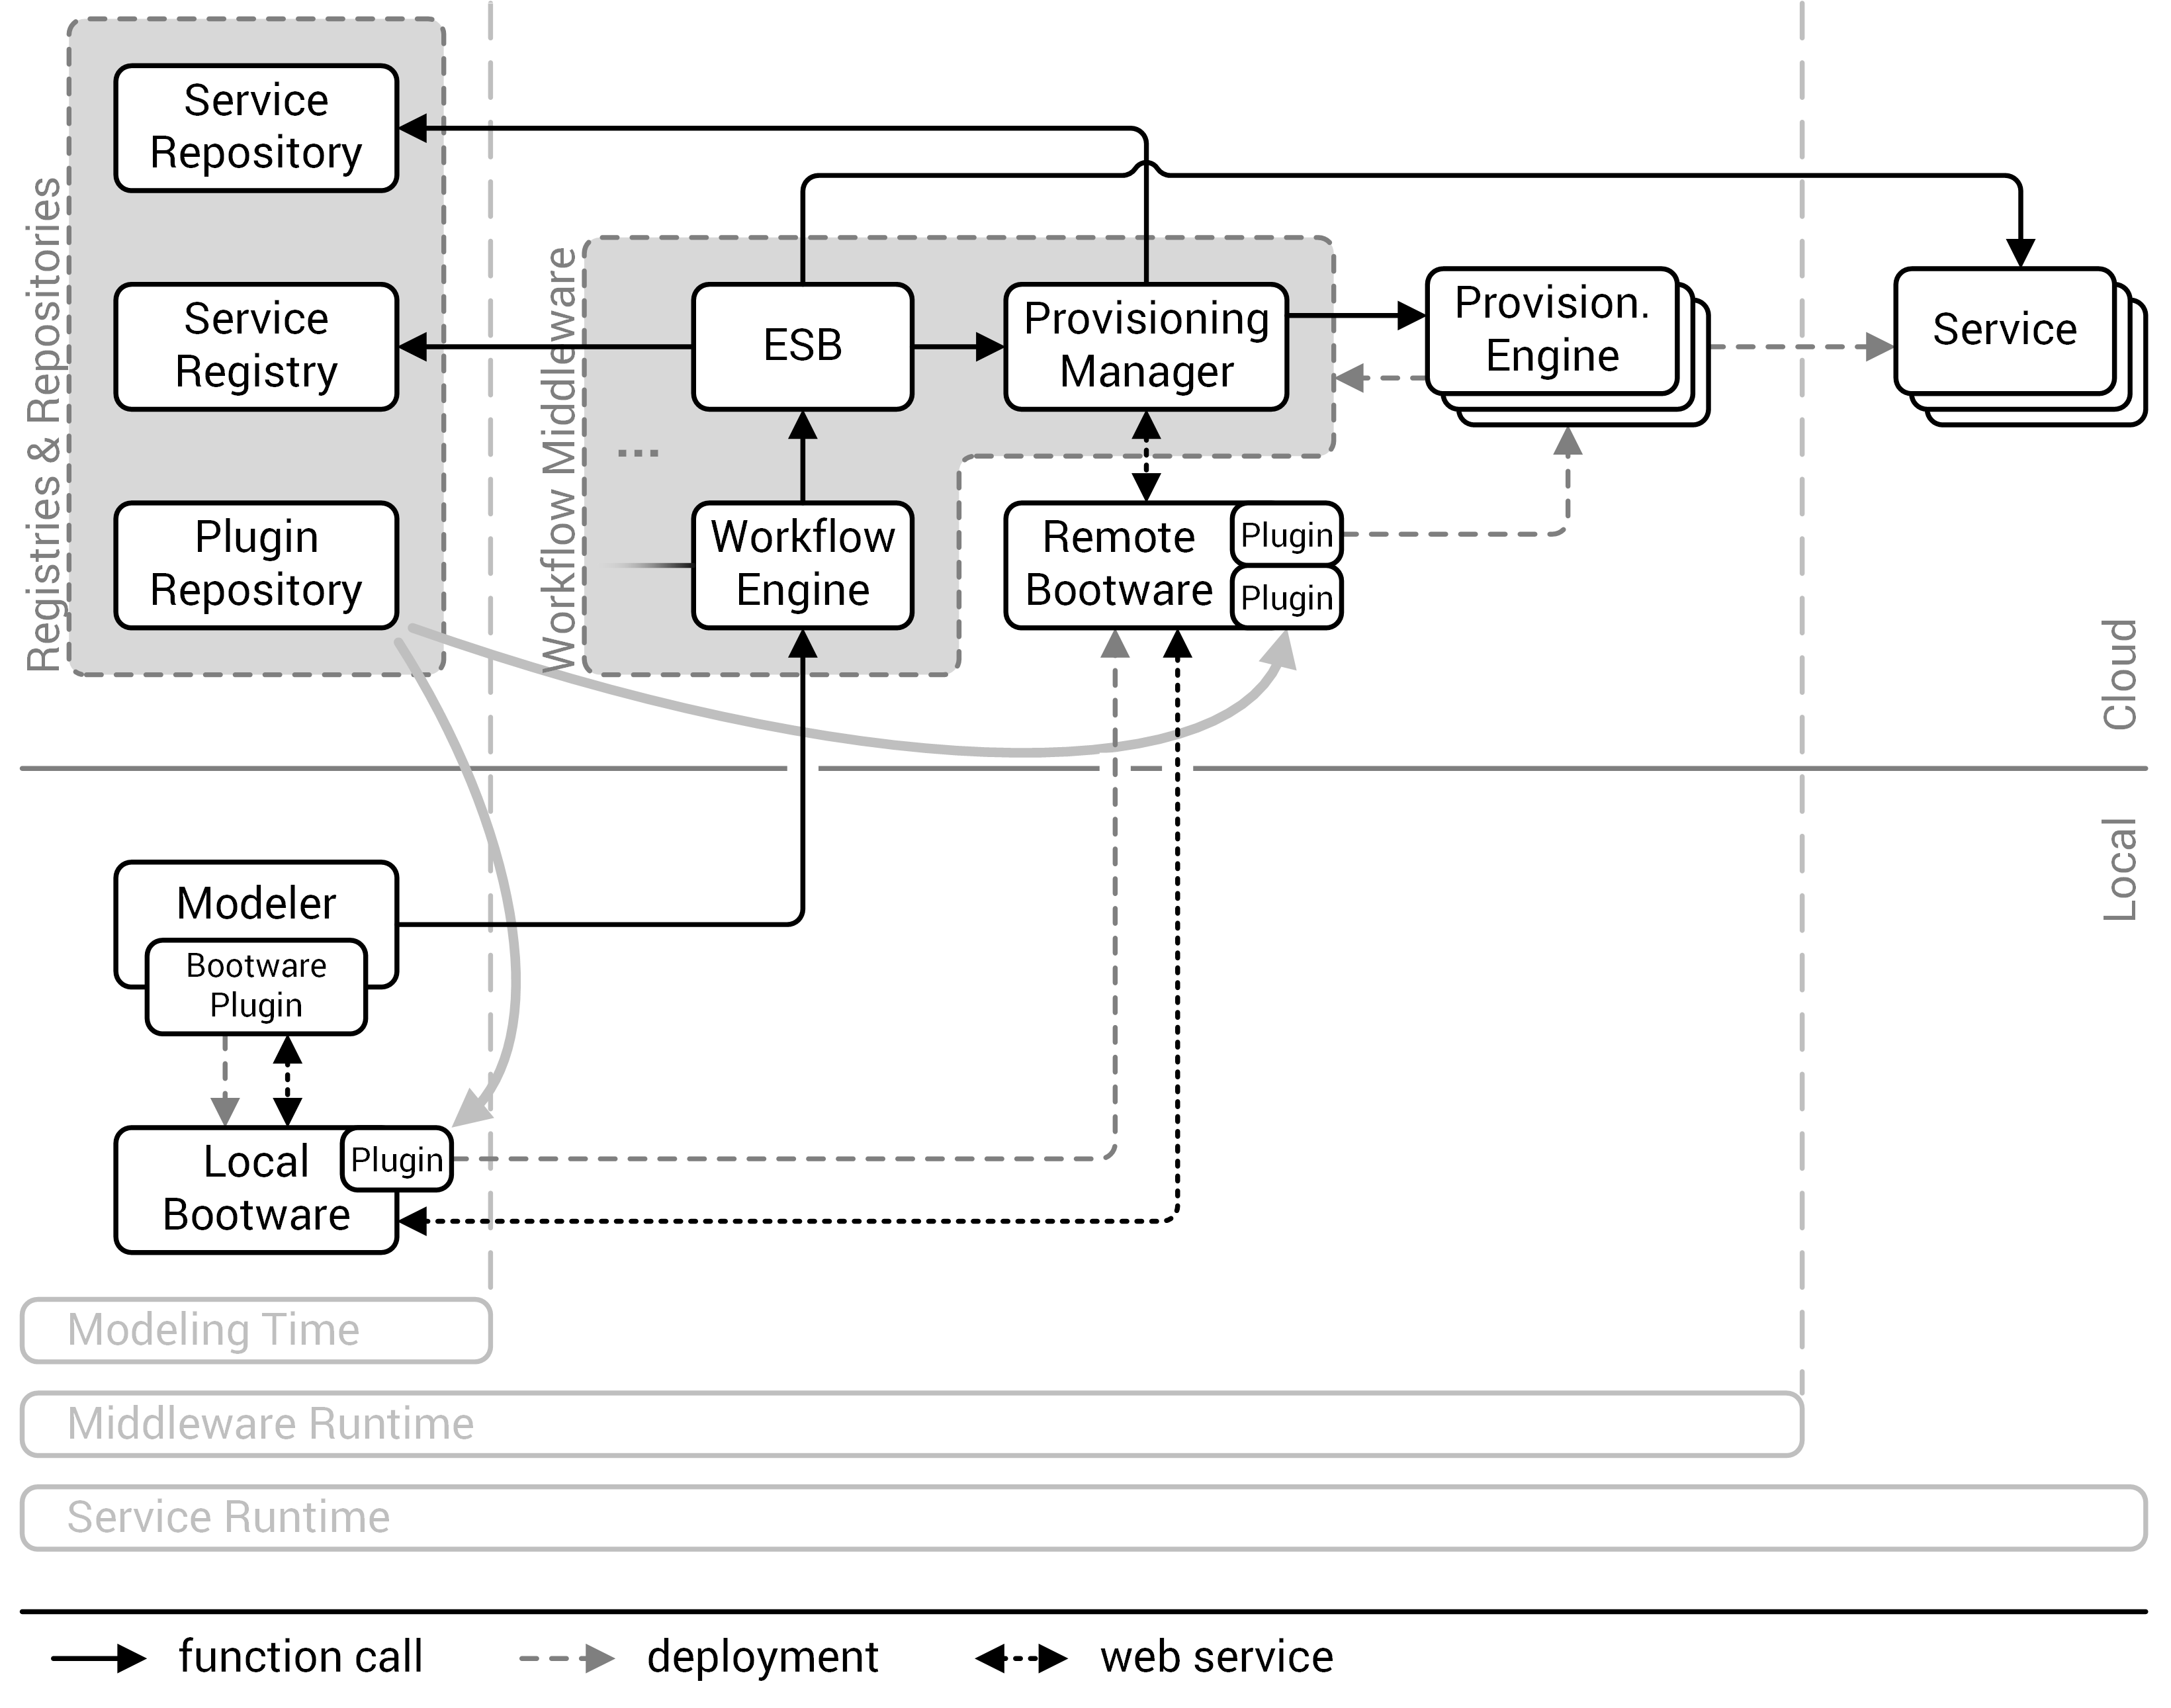 Registries & Repositories
Service
Repository
Service
Registry
Plugin
Repository
Workflow Middleware
ESB
Provisioning
Manager
Provision.
Engine
Service
...
Workflow
Engine
Remote
Bootware
Plugin
Plugin
Cloud
Local
Modeler
Bootware
Plugin
Local
Bootware
Plugin
Modeling Time
Middleware Runtime
Service Runtime
function call
deployment
web service